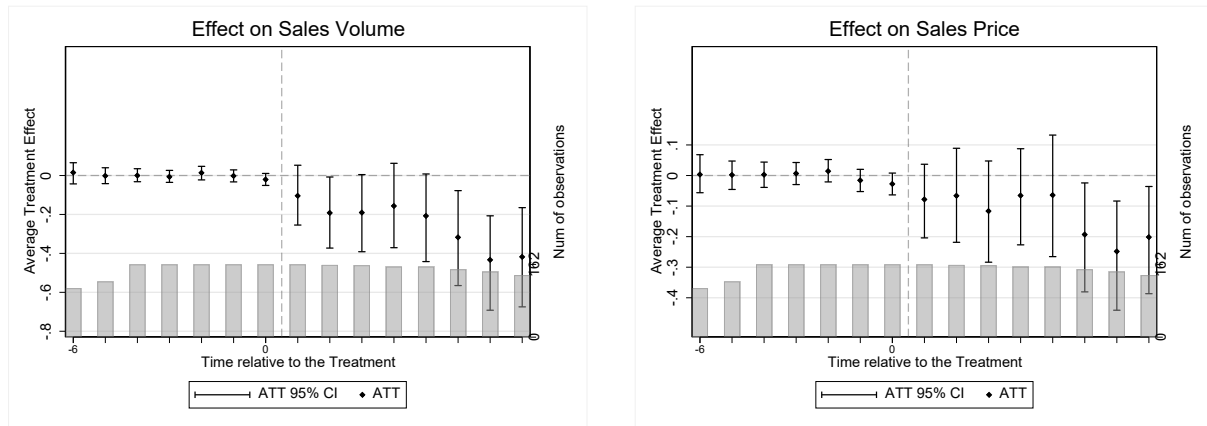 Effect on Sales Volume
Average Treatment Effect
0
-.2
-.4
-.6
-.8
162
0
Num of observations
-6
0
Time relative to the Treatment
ATT 95% CI
ATT
Effect on Sales Price
Average Treatment Effect
.1
0
-.1
-.2
-.3
-.4
162
0
Num of observations
-6
0
Time relative to the Treatment
ATT 95% CI
ATT